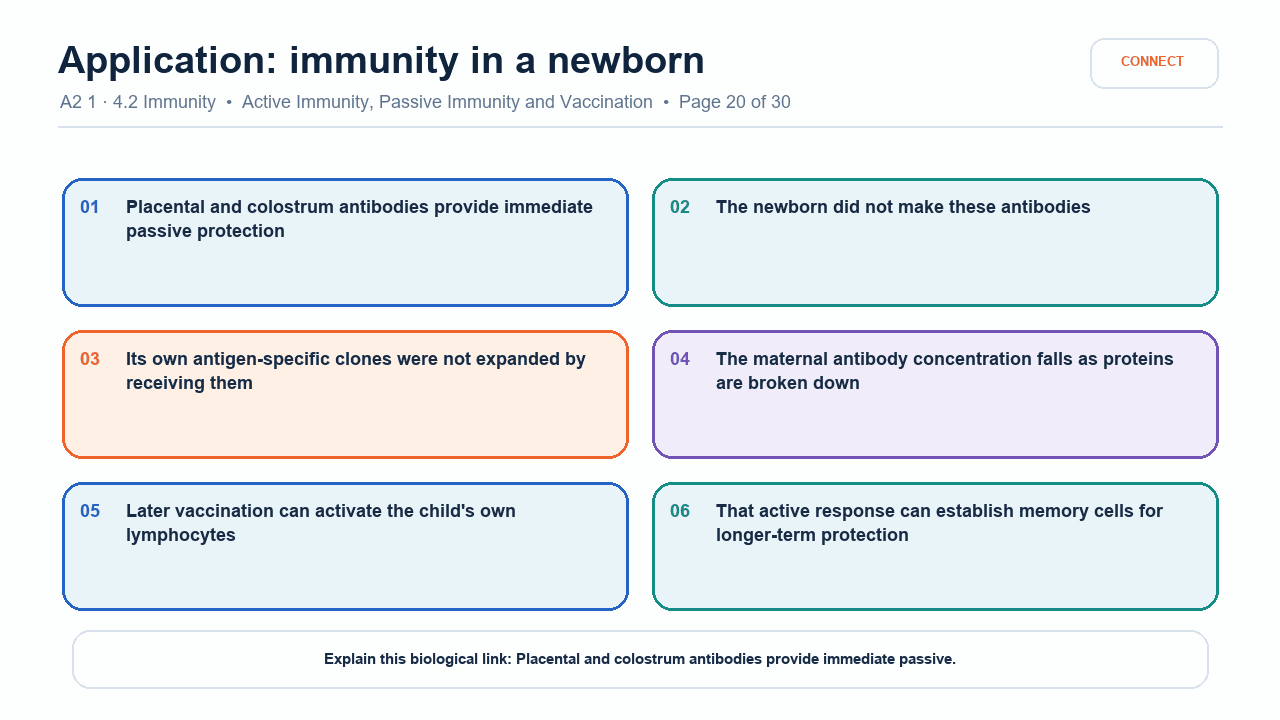 Application: immunity in a newborn
CONNECT
A2 1 · 4.2 Immunity • Active Immunity, Passive Immunity and Vaccination • Page 20 of 30
01 Placental and colostrum antibodies provide immediate
passive protection
02 The newborn did not make these antibodies
03 Its own antigen-specific clones were not expanded by
receiving them
04 The maternal antibody concentration falls as proteins
are broken down
05 Later vaccination can activate the child's own
lymphocytes
06 That active response can establish memory cells for
longer-term protection
Explain this biological link: Placental and colostrum antibodies provide immediate passive.